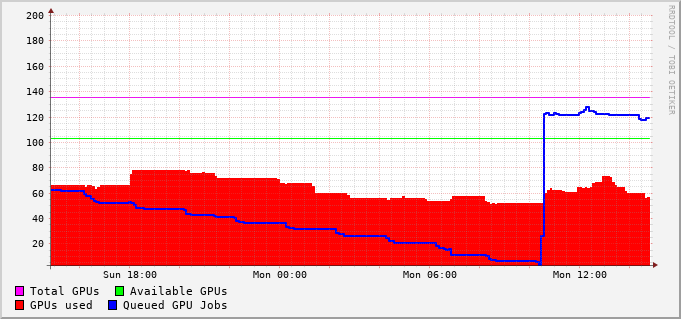 200
180
160
140
120
100
80
60
40
20
Sun 18:00 Mon 00:00 Mon 06:00 Mon 12:00
Total GPUs Available GPUs
GPUs used Queued GPU Jobs
RRDTOOL / TOBI OETIKER